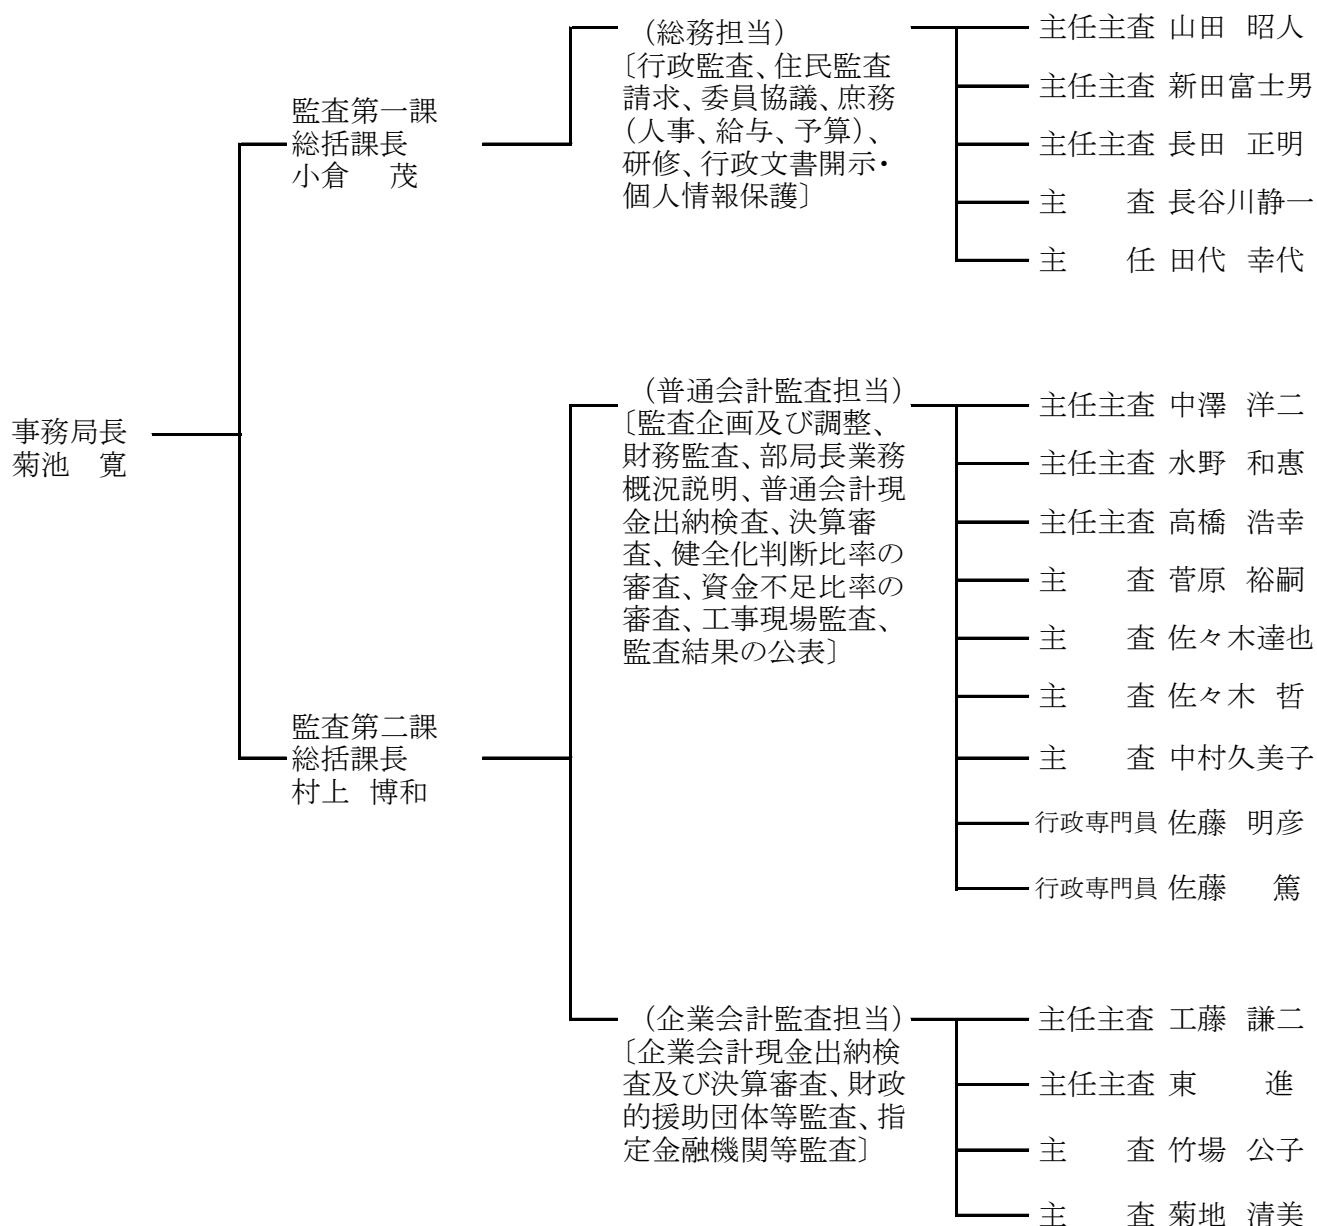 事務局長
菊池　寛
監査第一課
総括課長
小倉　茂
（総務担当）
〔行政監査、住民監査
請求、委員協議、庶務
（人事、給与、予算）、
研修、行政文書開示・
個人情報保護〕
主任主査 山田　昭人
主任主査 新田富士男
主任主査 長田　正明
主　　査 長谷川静一
主　　任 田代　幸代
監査第二課
総括課長
村上　博和
（普通会計監査担当）
〔監査企画及び調整、
財務監査、部局長業務
概況説明、普通会計現
金出納検査、決算審
査、健全化判断比率の
審査、資金不足比率の
審査、工事現場監査、
監査結果の公表〕
主任主査 中澤　洋二
主任主査 水野　和惠
主任主査 高橋　浩幸
主　　査 菅原　裕嗣
主　　査 佐々木達也
主　　査 佐々木　哲
主　　査 中村久美子
行政専門員 佐藤　明彦
行政専門員 佐藤　　篤
（企業会計監査担当）
〔企業会計現金出納検
査及び決算審査、財政
的援助団体等監査、指
定金融機関等監査〕
主任主査 工藤　謙二
主任主査 東　　進
主　　査 竹場　公子
主　　査 菊地　清美